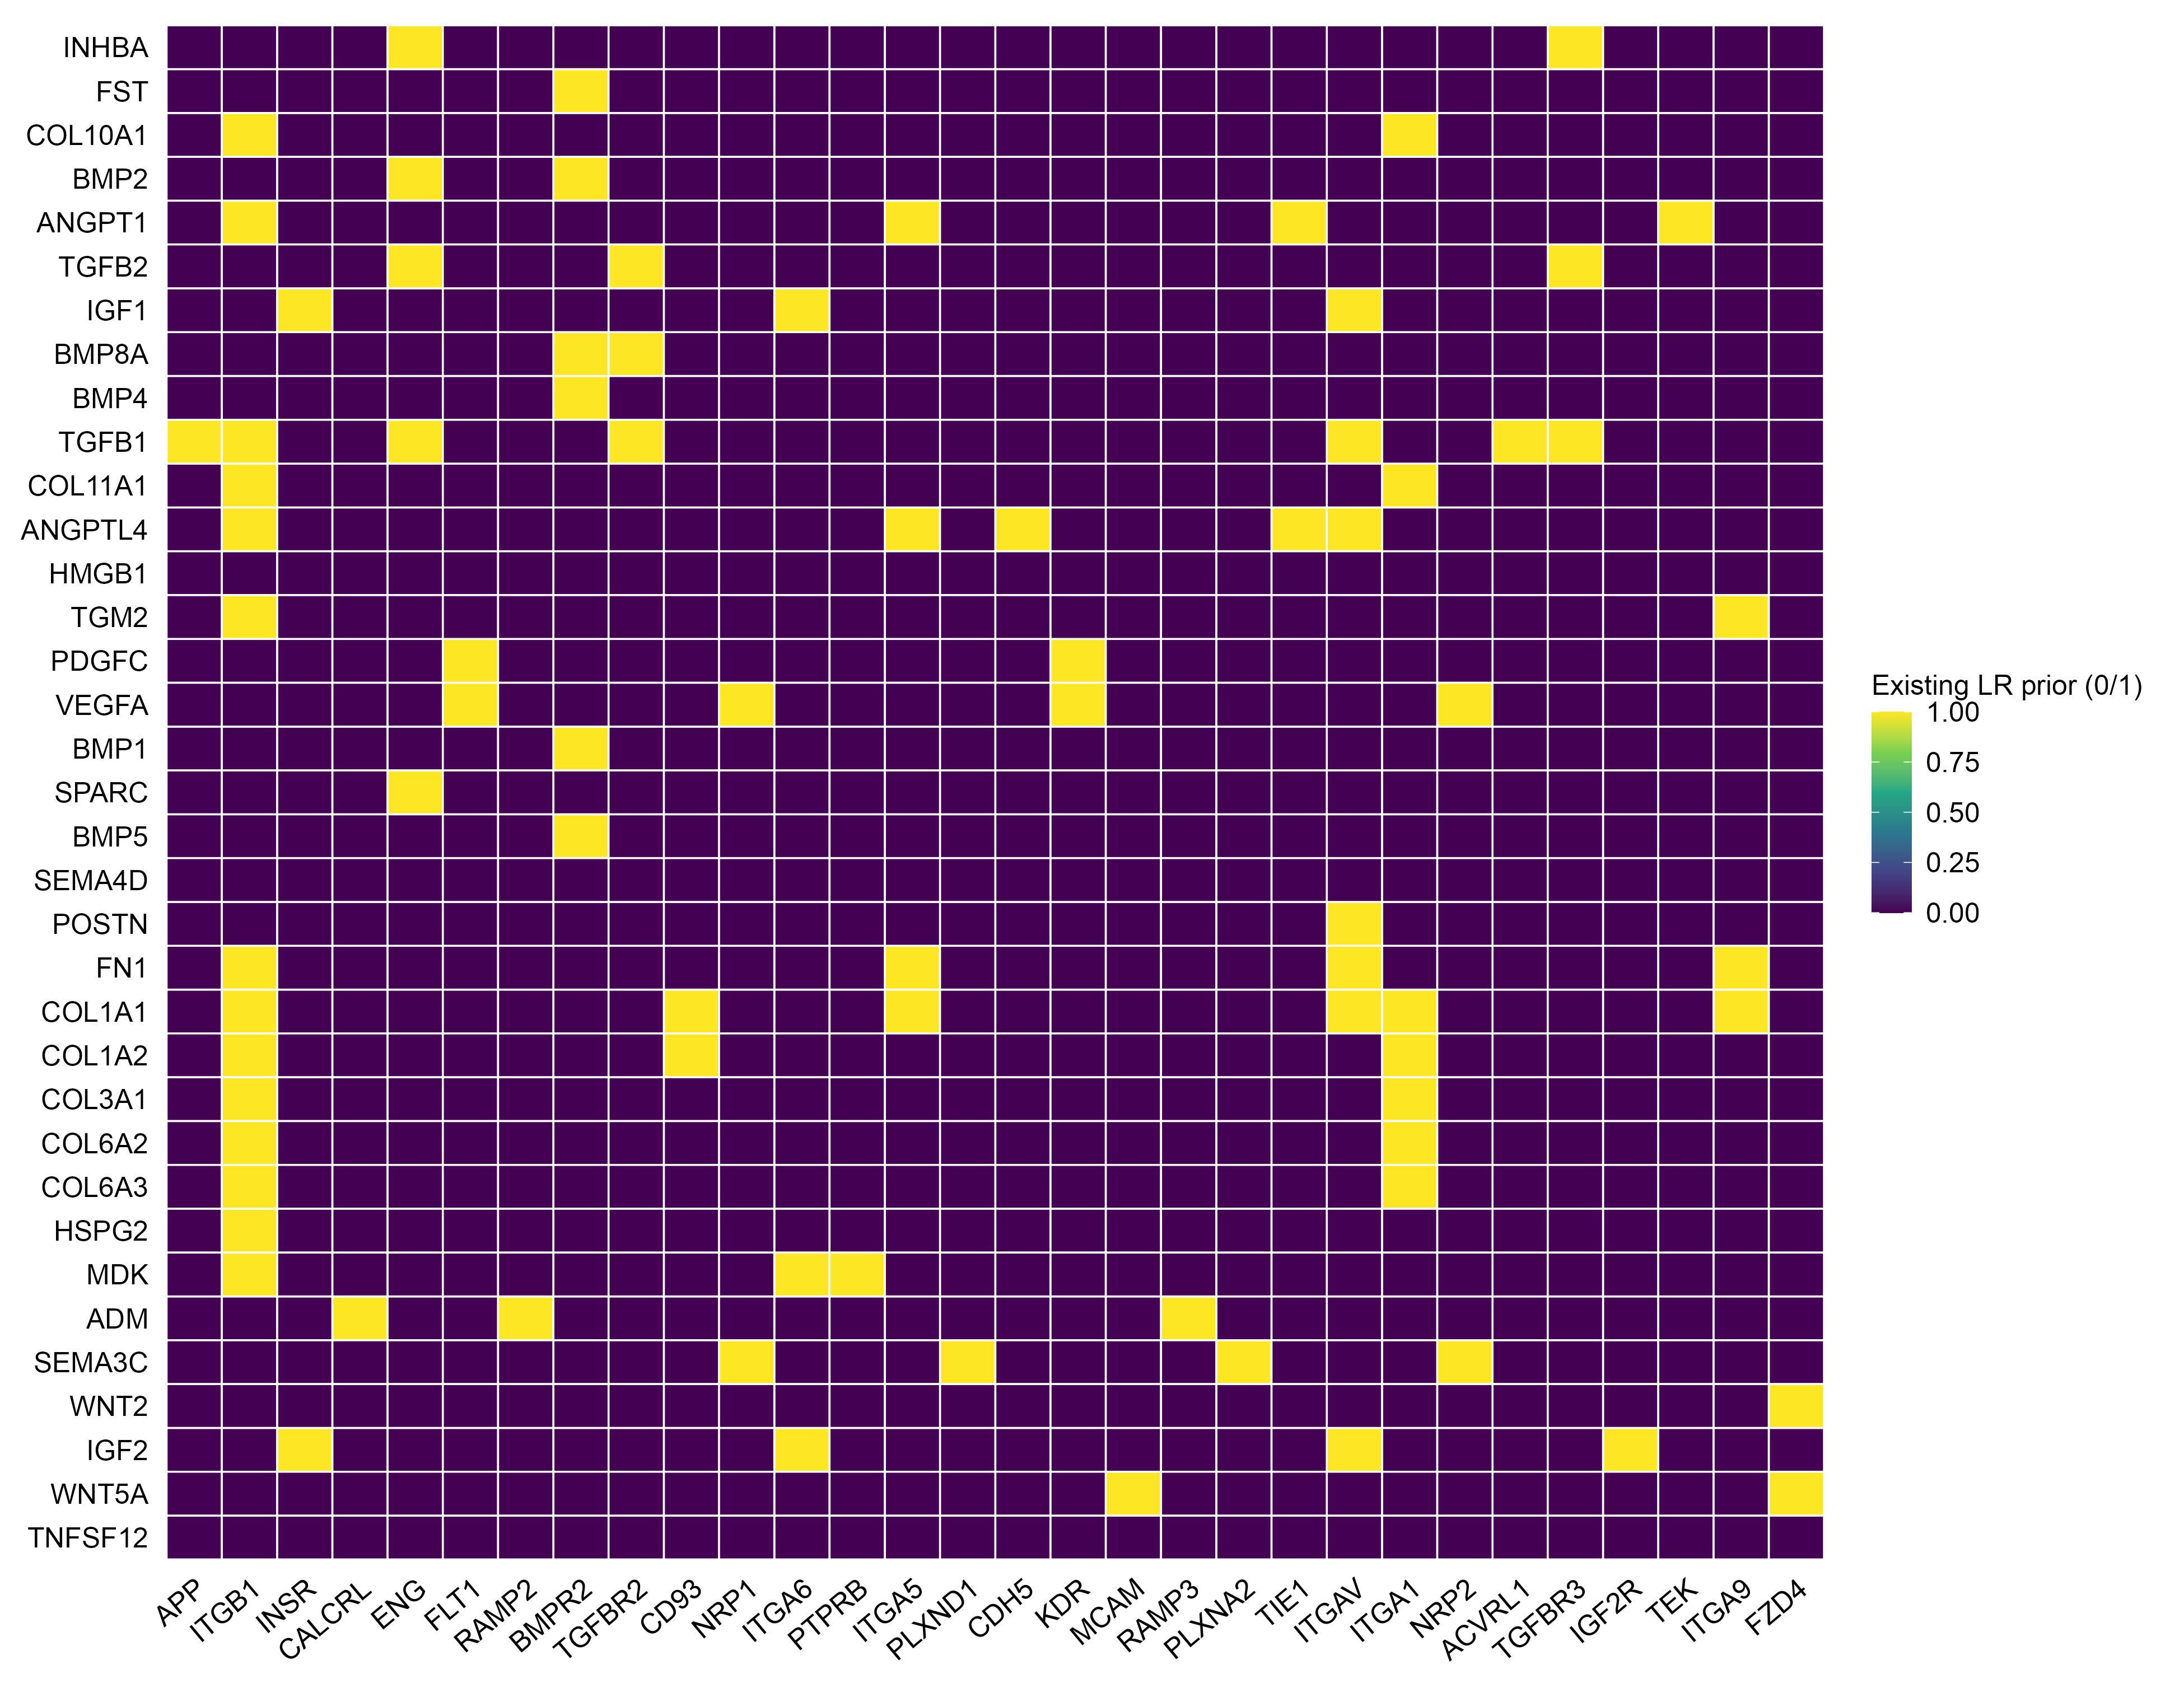 INHBA
FST
COL10A1
BMP2
ANGPT1
TGFB2
IGF1
BMP8A
BMP4
TGFB1
COL11A1
ANGPTL4
HMGB1
TGM2
PDGFC
VEGFA
BMP1
SPARC
BMP5
SEMA4D
POSTN
FN1
COL1A1
COL1A2
COL3A1
COL6A2
COL6A3
HSPG2
MDK
ADM
SEMA3C
WNT2
IGF2
WNT5A
TNFSF12
APP
ITGB1
INSR
CALCRL
ENG
FLT1
RAMP2
BMPR2
TGFBR2
CD93
NRP1
ITGA6
PTPRB
ITGA5
PLXND1
CDH5
KDR
MCAM
RAMP3
PLXNA2
TIE1
ITGAV
ITGA1
NRP2
ACVRL1
TGFBR3
IGF2R
TEK
ITGA9
FZD4
Existing LR prior (0/1)
1.00
0.75
0.50
0.25
0.00